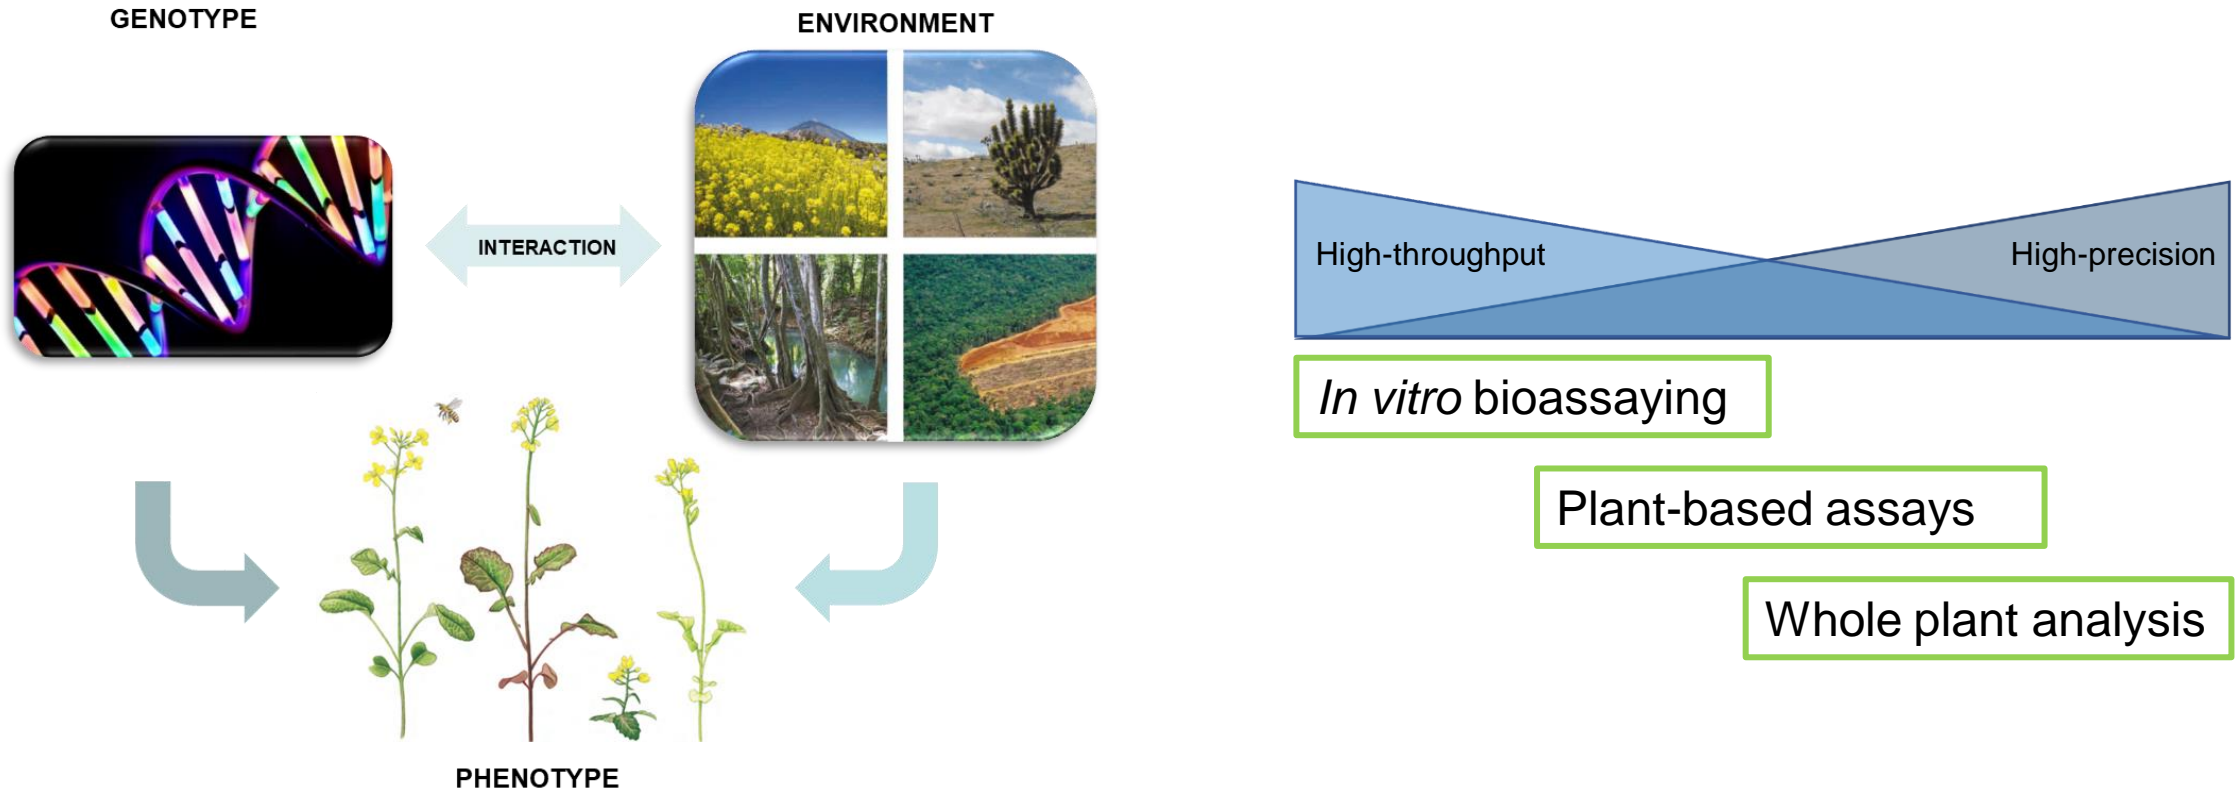 GENOTYPE
ENVIRONMENT
INTERACTION
PHENOTYPE
High-throughput
High-precision
In vitro bioassaying
Plant-based assays
Whole plant analysis